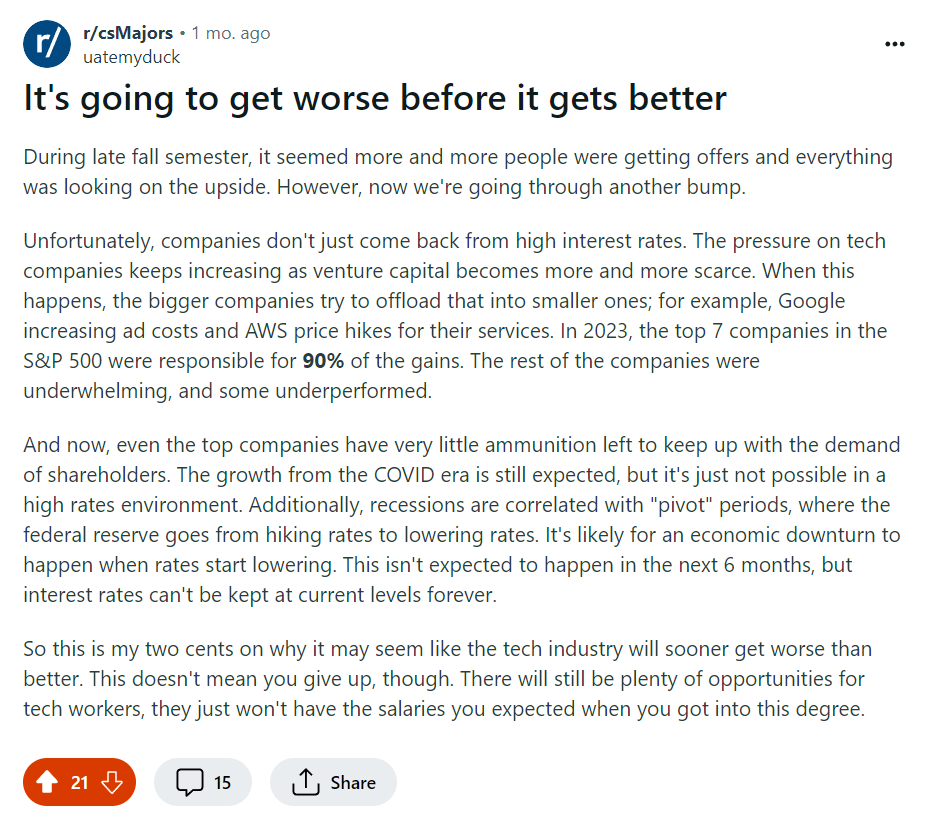 r/
r/csMajors • 1 mo. ago
uatemyduck
It's going to get worse before it gets better
During late fall semester, it seemed more and more people were getting offers and everything
was looking on the upside. However, now we're going through another bump.
Unfortunately, companies don't just come back from high interest rates. The pressure on tech
companies keeps increasing as venture capital becomes more and more scarce. When this
happens, the bigger companies try to offload that into smaller ones; for example, Google
increasing ad costs and AWS price hikes for their services. In 2023, the top 7 companies in the
S&P 500 were responsible for 90% of the gains. The rest of the companies were
underwhelming, and some underperformed.
And now, even the top companies have very little ammunition left to keep up with the demand
of shareholders. The growth from the COVID era is still expected, but it's just not possible in a
high rates environment. Additionally, recessions are correlated with "pivot" periods, where the
federal reserve goes from hiking rates to lowering rates. It's likely for an economic downturn to
happen when rates start lowering. This isn't expected to happen in the next 6 months, but
interest rates can't be kept at current levels forever.
So this is my two cents on why it may seem like the tech industry will sooner get worse than
better. This doesn't mean you give up, though. There will still be plenty of opportunities for
tech workers, they just won't have the salaries you expected when you got into this degree.
21
15
Share